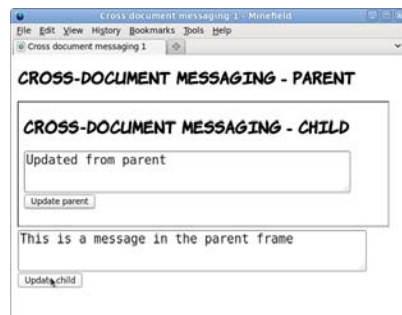 Cross document messaging 1 - Minefield
File Edit View History Bookmarks Tools Help
Cross document messaging 1
CROSS-DOCUMENT MESSAGING - PARENT
CROSS-DOCUMENT MESSAGING - CHILD
Updated from parent
Update parent
This is a message in the parent frame
Update child